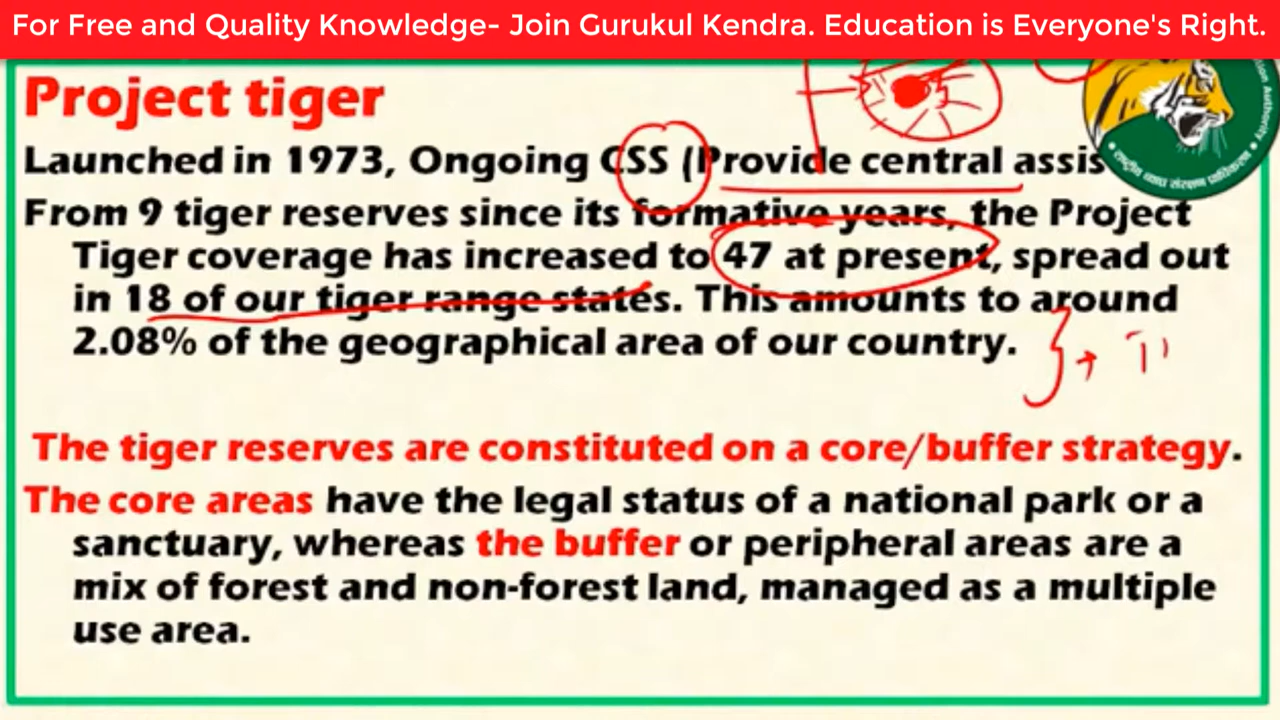 For Free and Quality Knowledge- Join Gurukul Kendra. Education is Everyone's Right.
Project tiger
Launched in 1973, Ongoing CSS (Provide central assis
From 9 tiger reserves since its formative years, the Project
Tiger coverage has increased to 47 at present, spread out
in 18 of our tiger range states. This amounts to around
2.08% of the geographical area of our country.
The tiger reserves are constituted on a core/buffer strategy.
The core areas have the legal status of a national park or a
sanctuary, whereas the buffer or peripheral areas are a
mix of forest and non-forest land, managed as a multiple
use area.